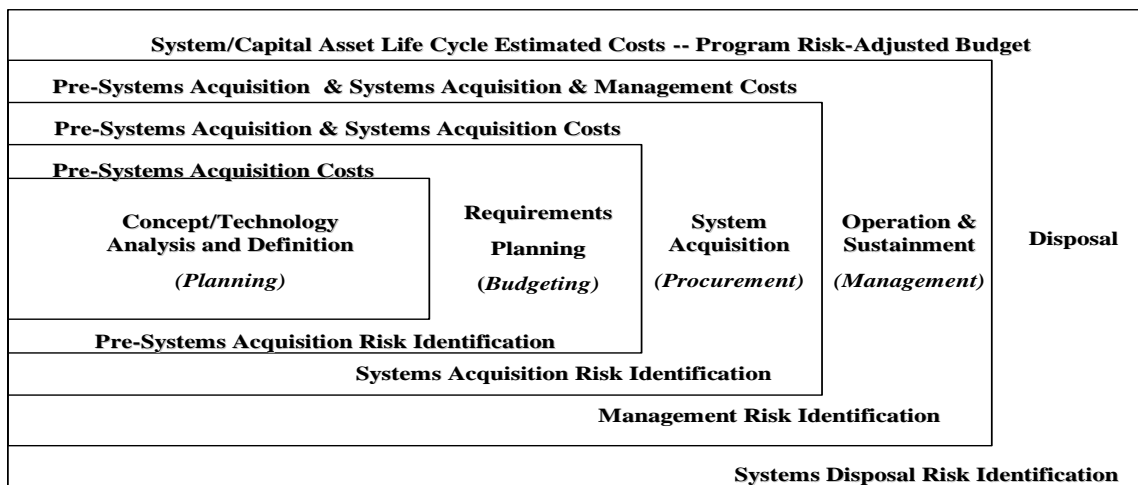 System/Capital Asset Life Cycle Estimated Costs -- Program Risk-Adjusted Budget
Pre-Systems Acquisition & Systems Acquisition & Management Costs
Pre-Systems Acquisition & Systems Acquisition Costs
Pre-Systems Acquisition Costs
Concept/Technology
Analysis and Definition
(Planning)
Requirements
Planning
(Budgeting)
System
Acquisition
(Procurement)
Operation &
Sustainment
(Management)
Disposal
Pre-Systems Acquisition Risk Identification
Systems Acquisition Risk Identification
Management Risk Identification
Systems Disposal Risk Identification